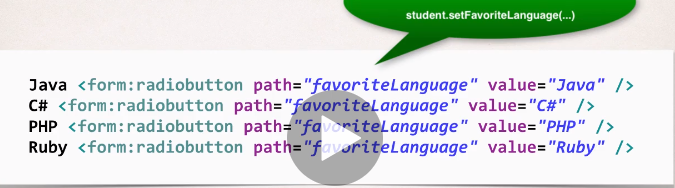 student.setFavoriteLanguage(...)
Java <form:radiobutton path="favoriteLanguage" value="Java" />
C# <form:radiobutton path="favoriteLanguage" value="C#" />
PHP <form:radiobutton path="favoriteLanguage" value="PHP" />
Ruby <form:radiobutton path="favoriteLanguage" value="Ruby" />